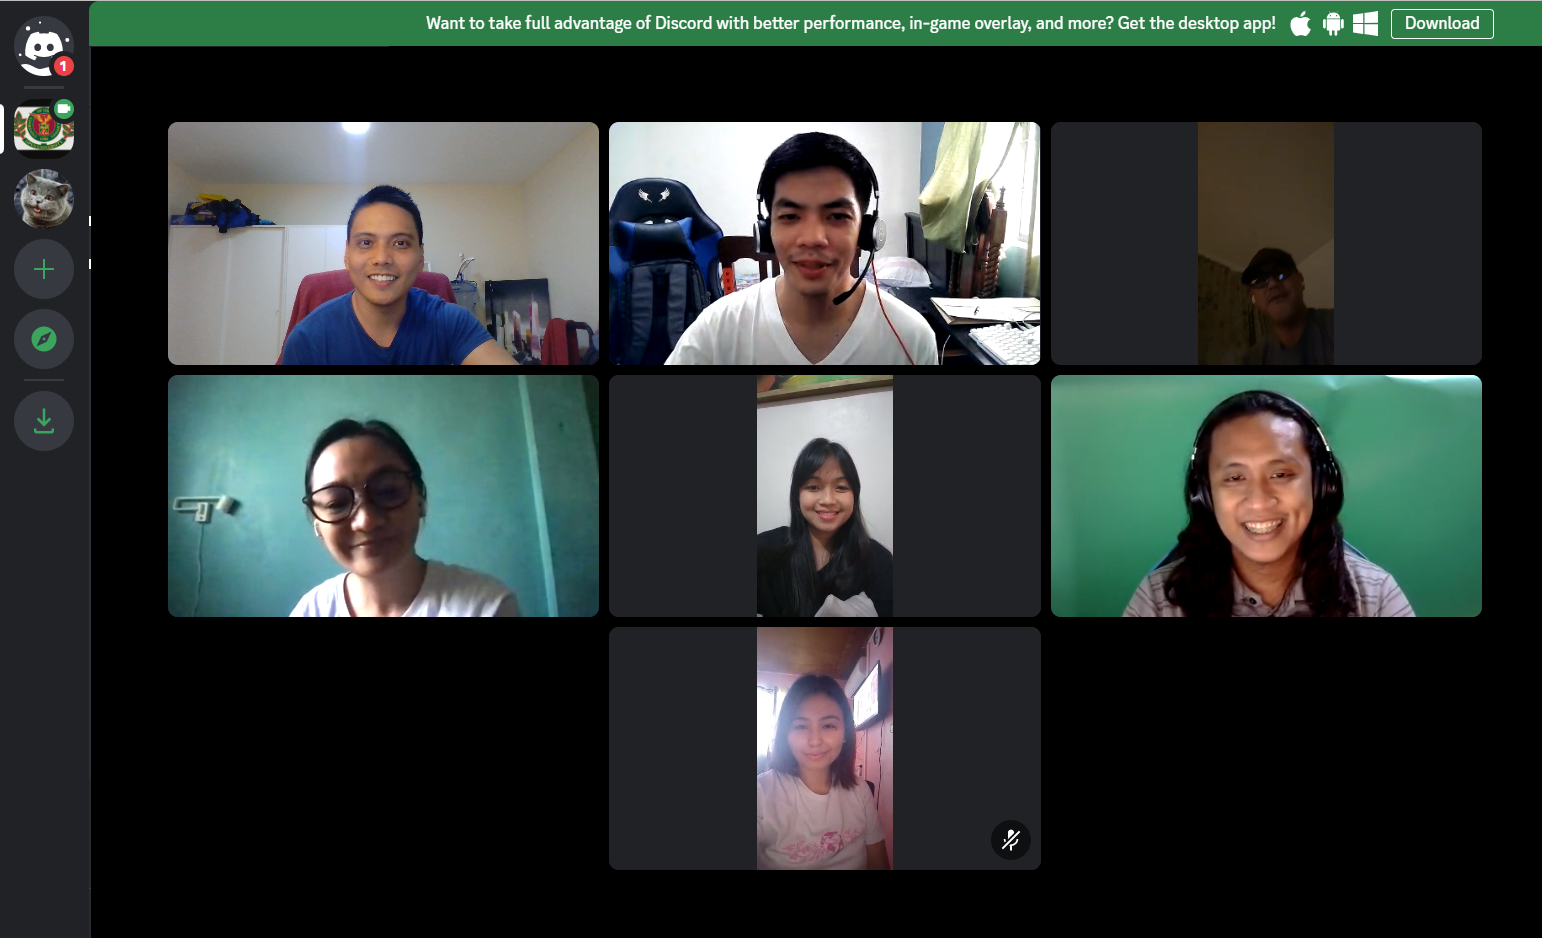 Want to take full advantage of Discord with better performance, in-game overlay, and more? Get the desktop app!
Download
1